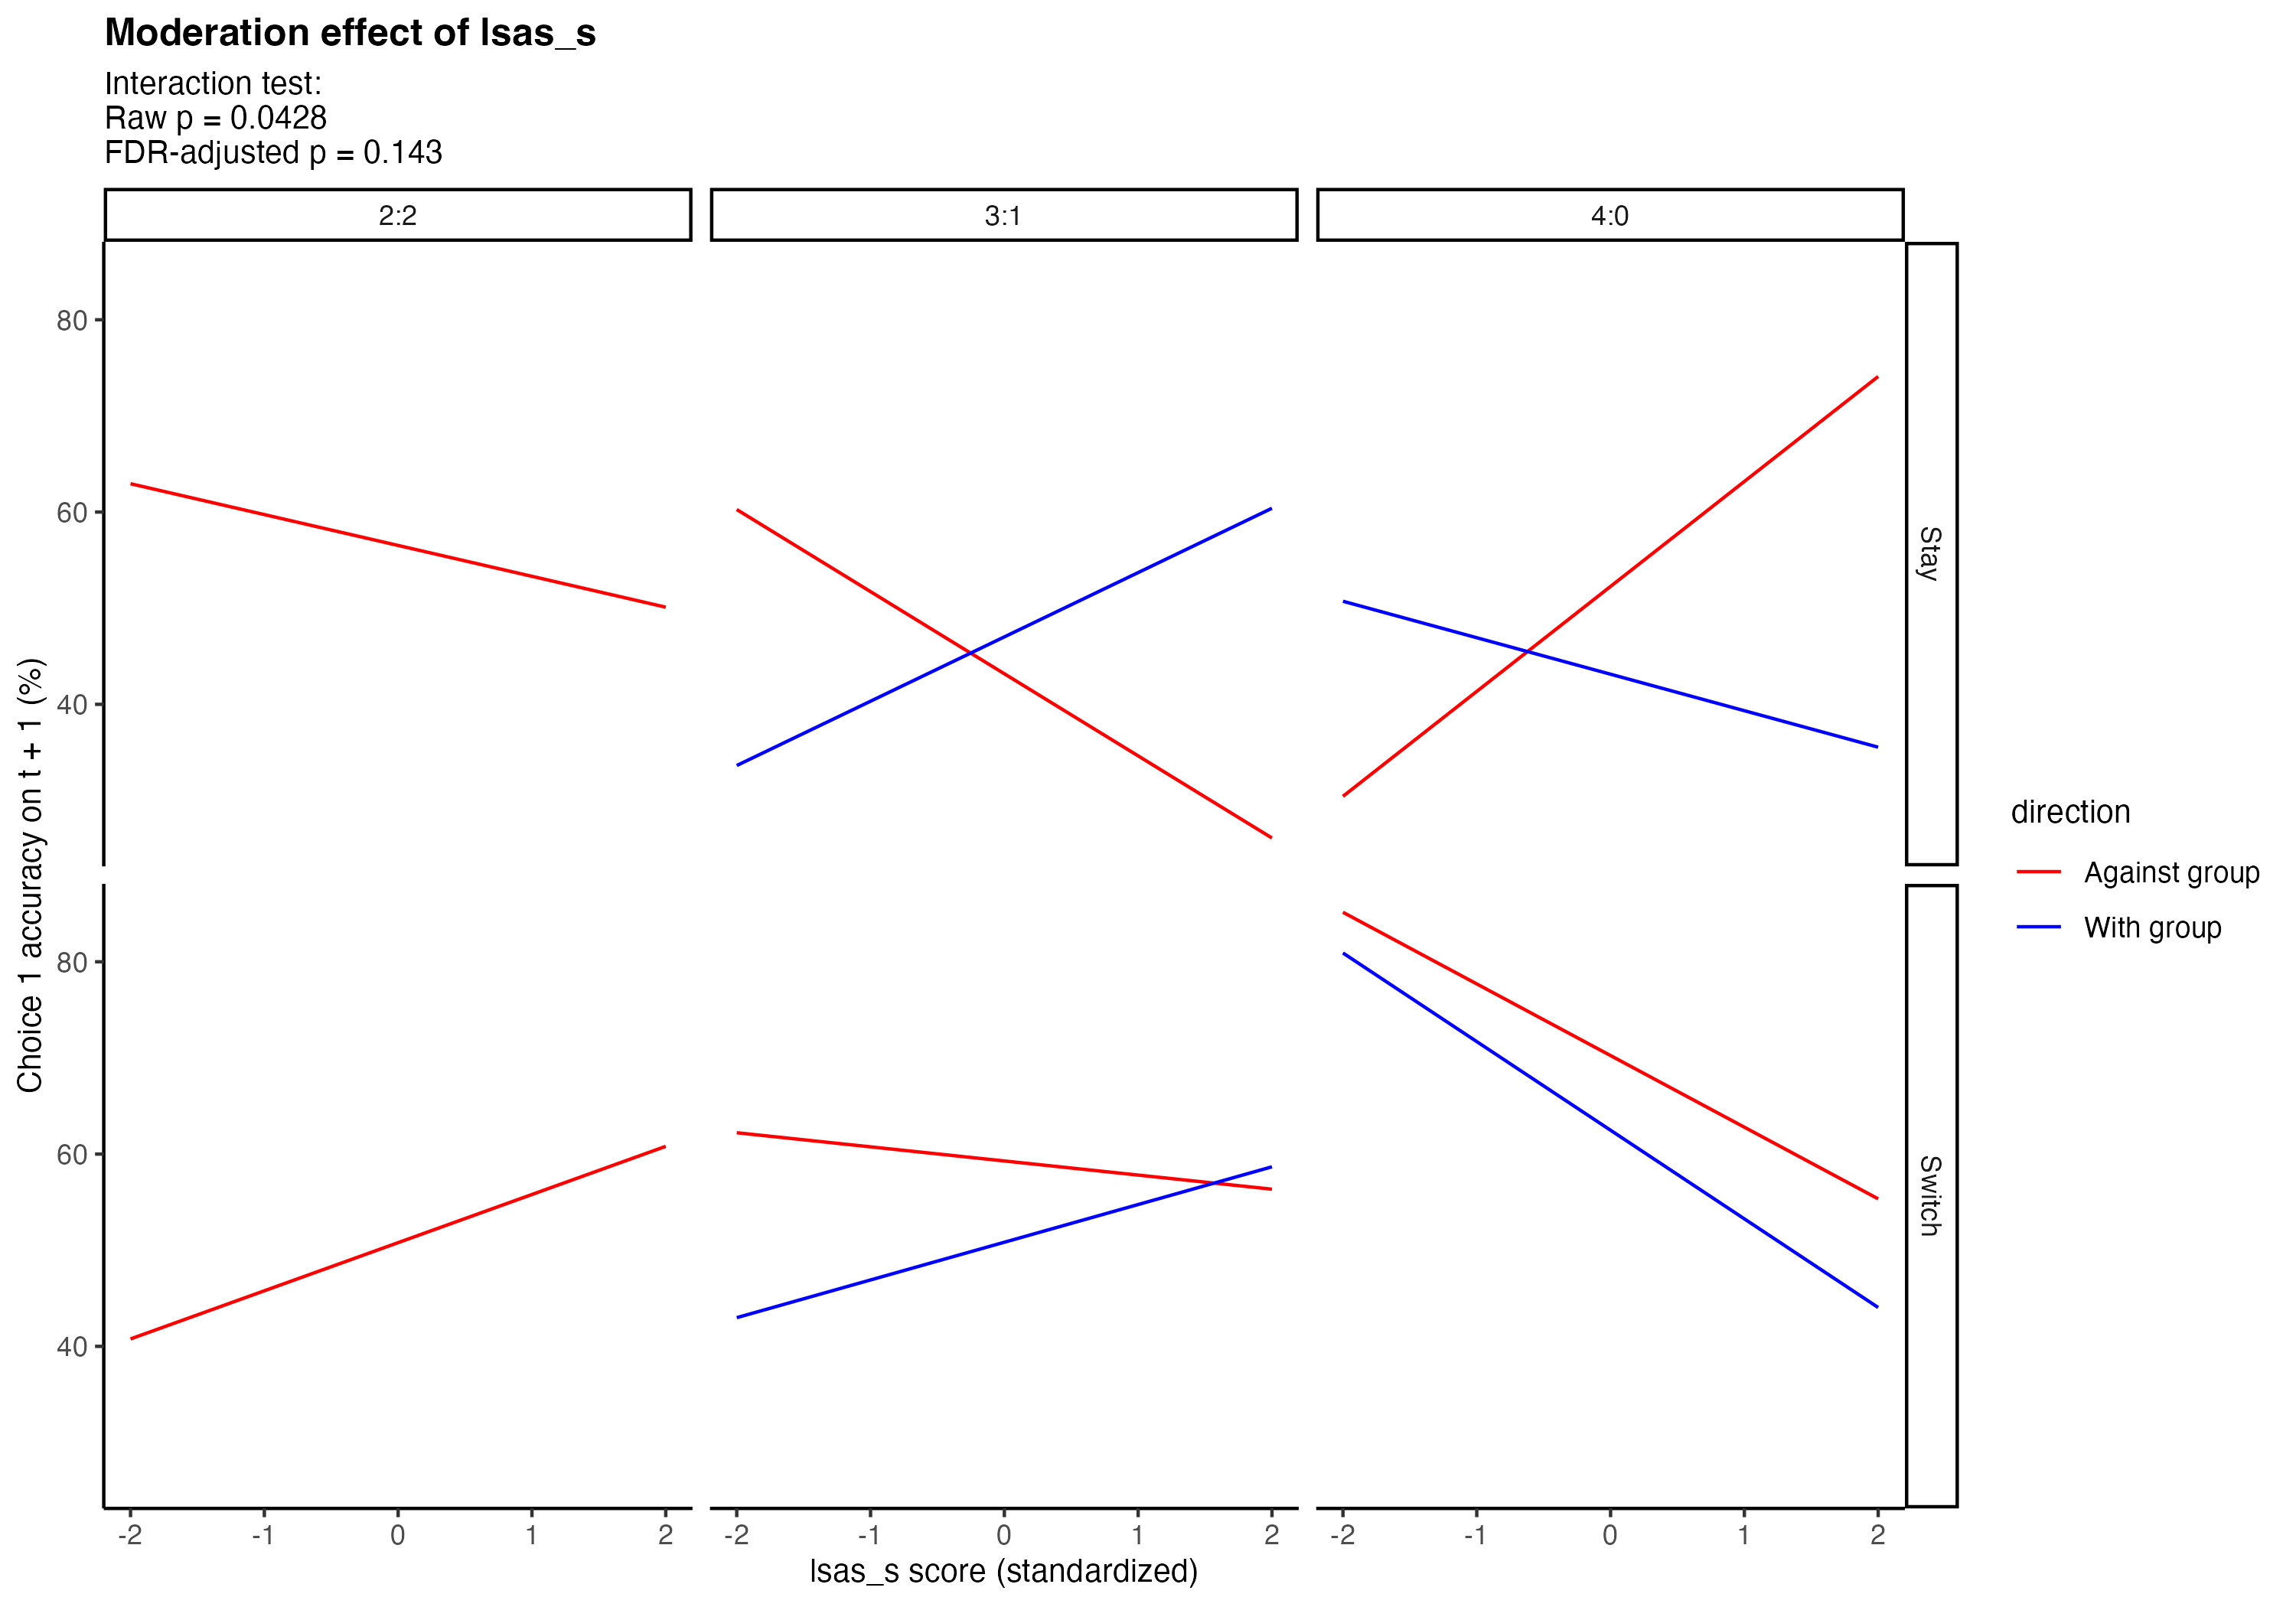 Moderation effect of lsas_s
Interaction test:
Raw p = 0.0428
FDR-adjusted p = 0.143
2:2
3:1
4:0
80
60
40
Stay
80
60
40
Switch
Choice 1 accuracy on t + 1 (%)
-2 -1 0 1 2
-2 -1 0 1 2
-2 -1 0 1 2
lsas_s score (standardized)
direction
Against group
With group